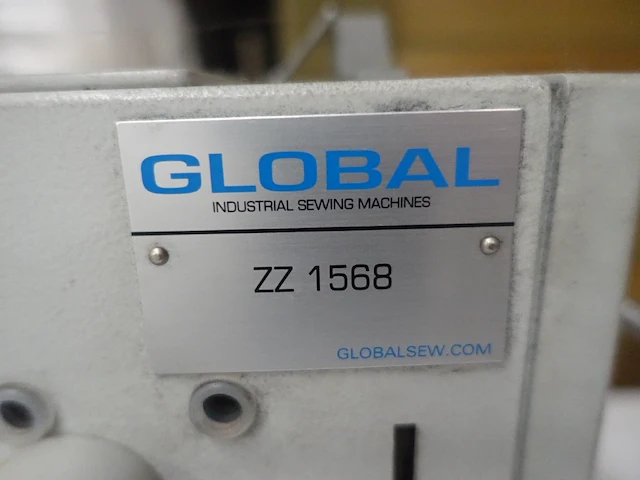 GLOBAL
INDUSTRIAL SEWING MACHINES
ZZ 1568
GLOBALSEW.COM